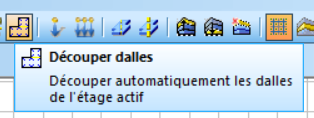 Découper dalles
Découper automatiquement les dalles
de l'étage actif